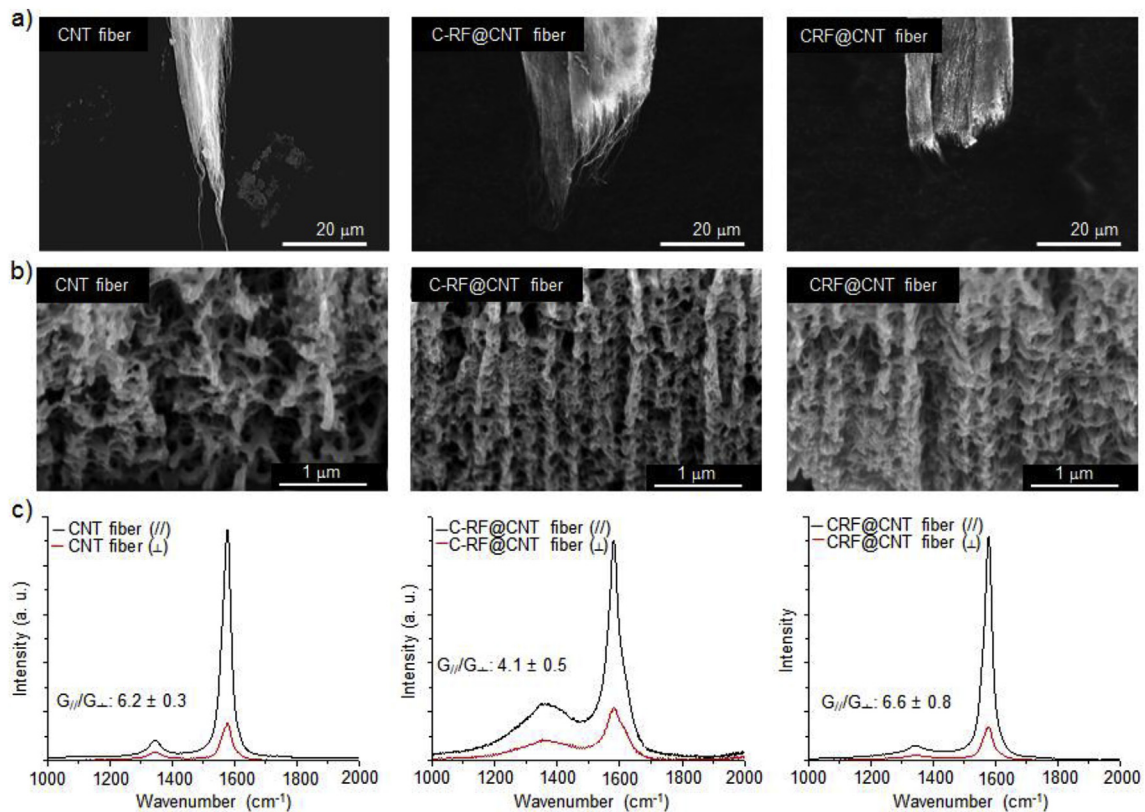 a)
CNT fiber
C-RF@CNT fiber
CRF@CNT fiber
20 μm
20 μm
20 μm
b)
CNT fiber
C-RF@CNT fiber
CRF@CNT fiber
1 μm
1 μm
1 μm
c)
CNT fiber (//)
CNT fiber (⊥)
G///G⊥: 6.2 ± 0.3
Intensity (a. u.)
1000 1200 1400 1600 1800 2000
Wavenumber (cm⁻¹)
C-RF@CNT fiber (//)
C-RF@CNT fiber (⊥)
G///G⊥: 4.1 ± 0.5
Intensity (a. u.)
1000 1200 1400 1600 1800 2000
Wavenumber (cm⁻¹)
CRF@CNT fiber (//)
CRF@CNT fiber (⊥)
G///G⊥: 6.6 ± 0.8
Intensity
1000 1200 1400 1600 1800 2000
Wavenumber (cm⁻¹)